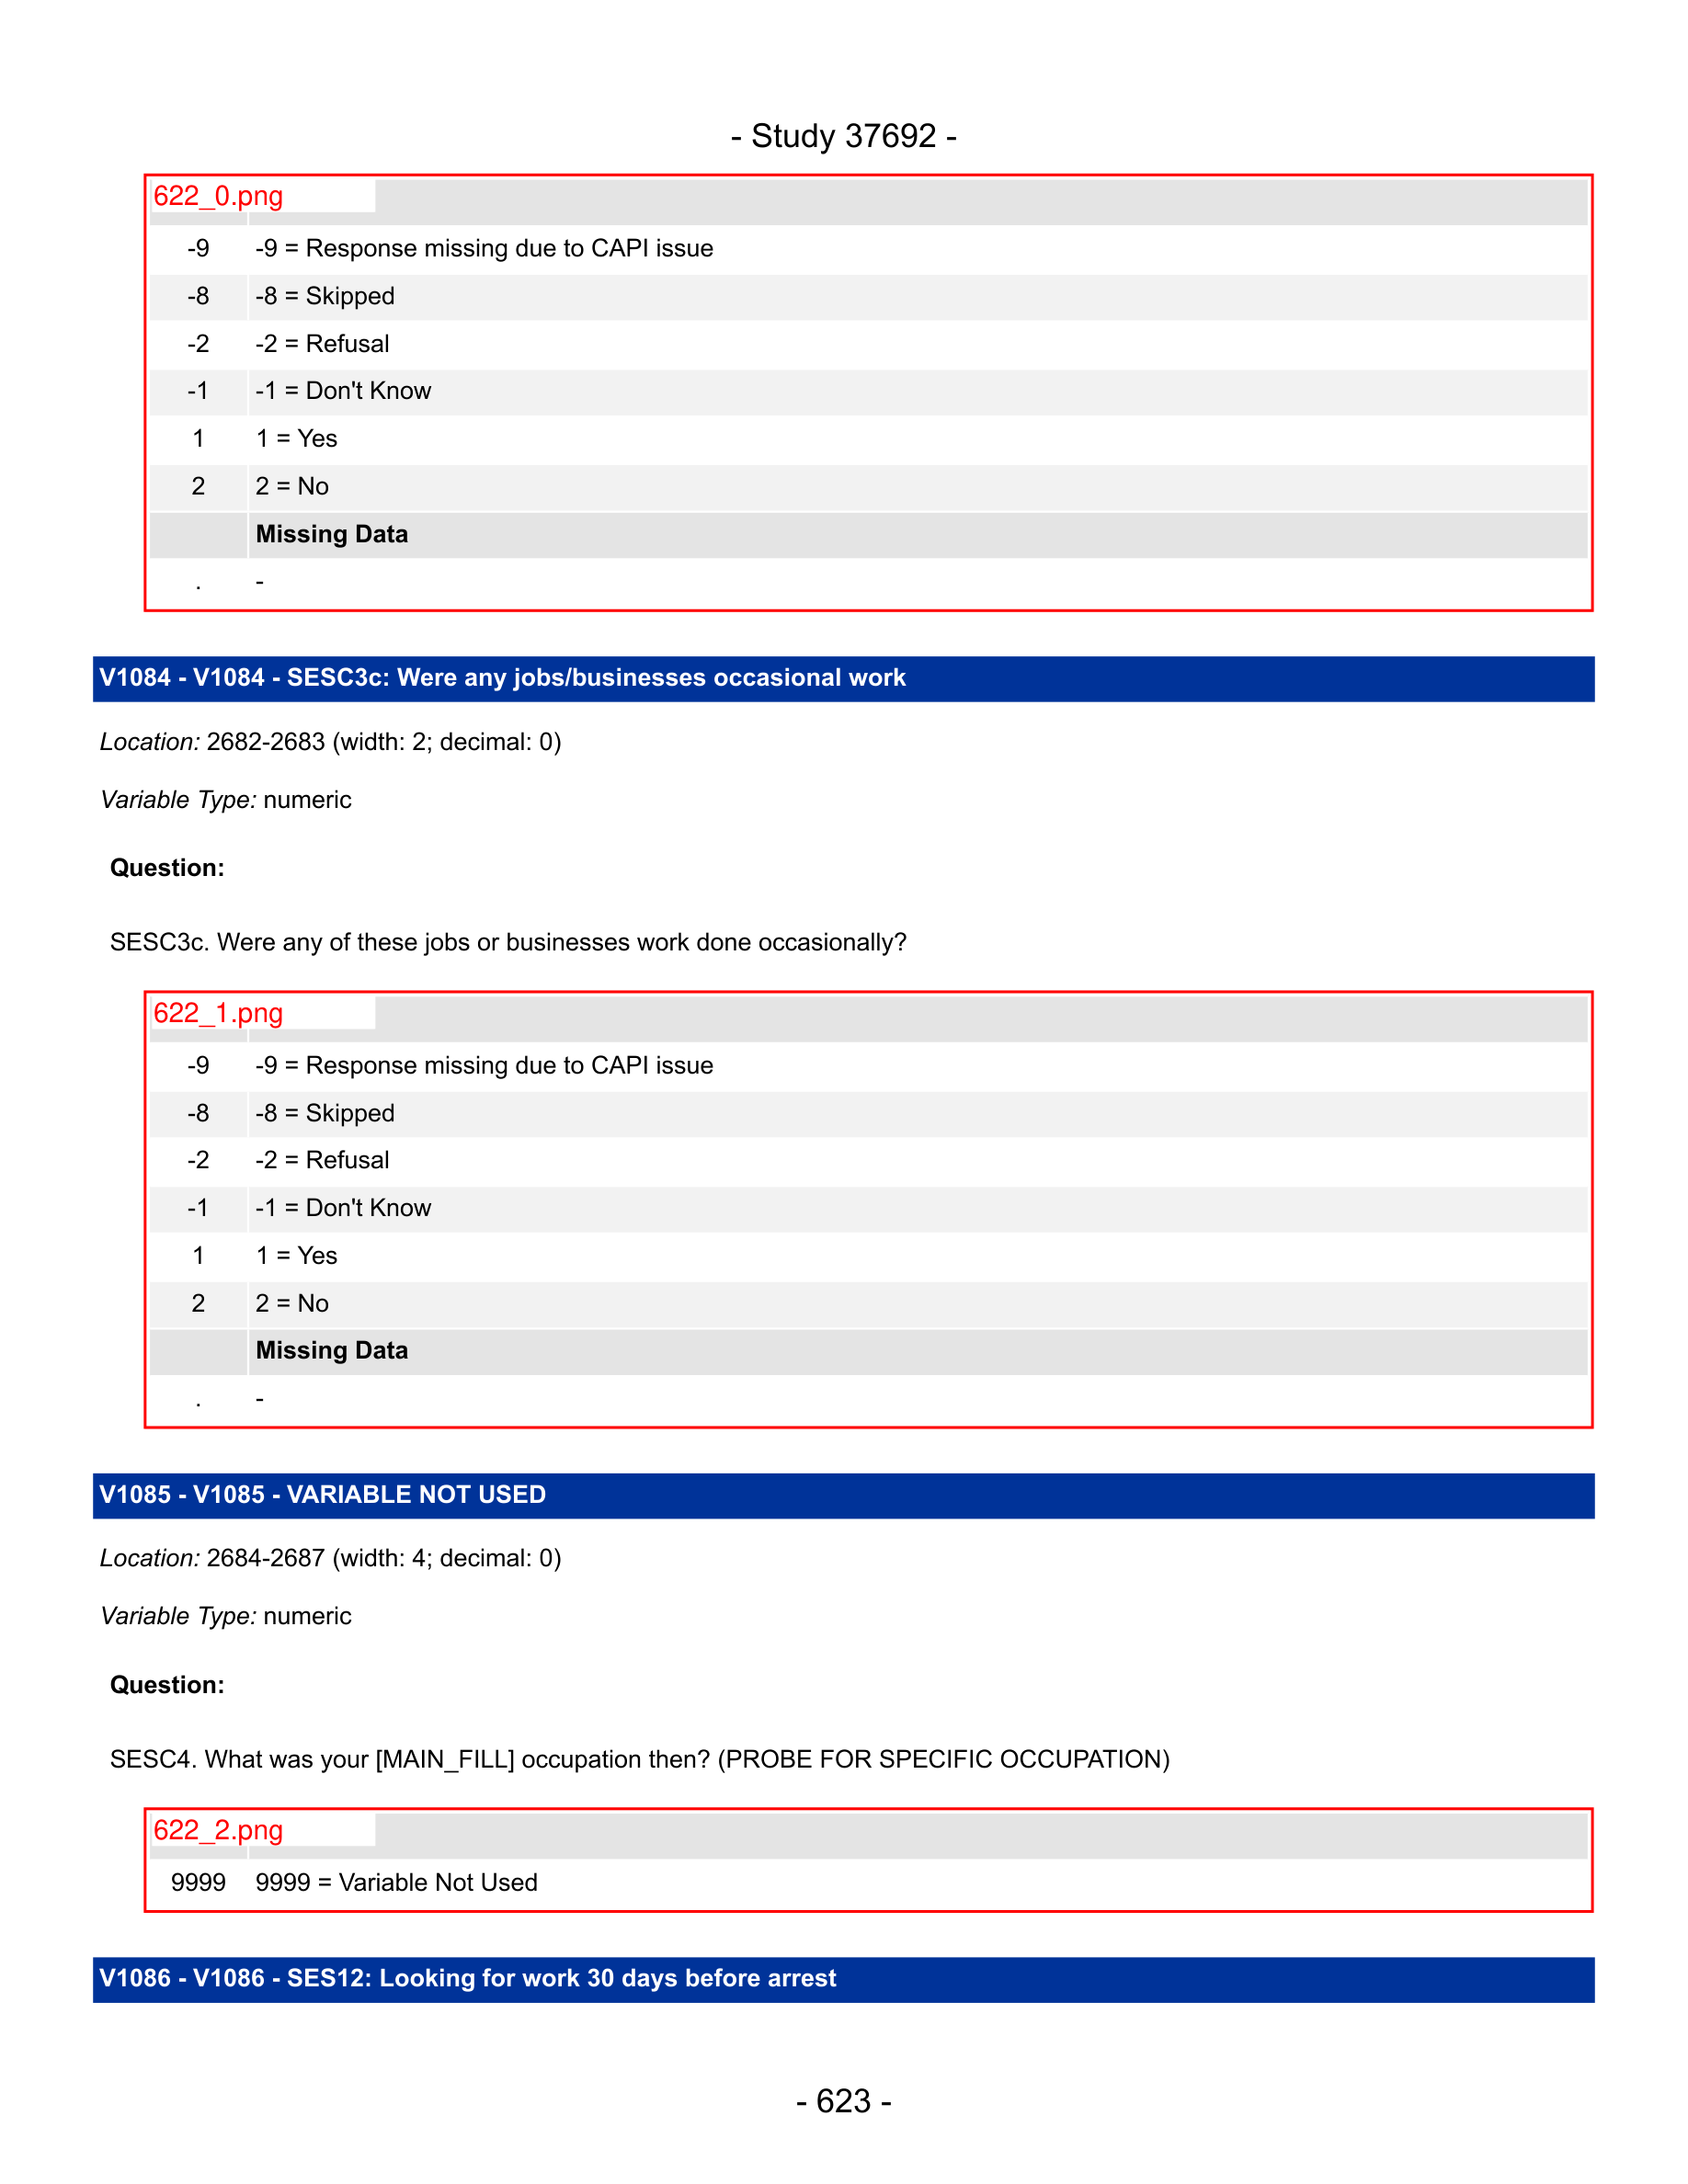 - Study 37692 -
622_0.png
-9 -9 = Response missing due to CAPI issue
-8 -8 = Skipped
-2 -2 = Refusal
-1 -1 = Don't Know
1 1 = Yes
2 2 = No
Missing Data
. -
V1084 - V1084 - SESC3c: Were any jobs/businesses occasional work
Location: 2682-2683 (width: 2; decimal: 0)
Variable Type: numeric
Question:
SESC3c. Were any of these jobs or businesses work done occasionally?
622_1.png
-9 -9 = Response missing due to CAPI issue
-8 -8 = Skipped
-2 -2 = Refusal
-1 -1 = Don't Know
1 1 = Yes
2 2 = No
Missing Data
. -
V1085 - V1085 - VARIABLE NOT USED
Location: 2684-2687 (width: 4; decimal: 0)
Variable Type: numeric
Question:
SESC4. What was your [MAIN_FILL] occupation then? (PROBE FOR SPECIFIC OCCUPATION)
622_2.png
9999 9999 = Variable Not Used
V1086 - V1086 - SES12: Looking for work 30 days before arrest
- 623 -